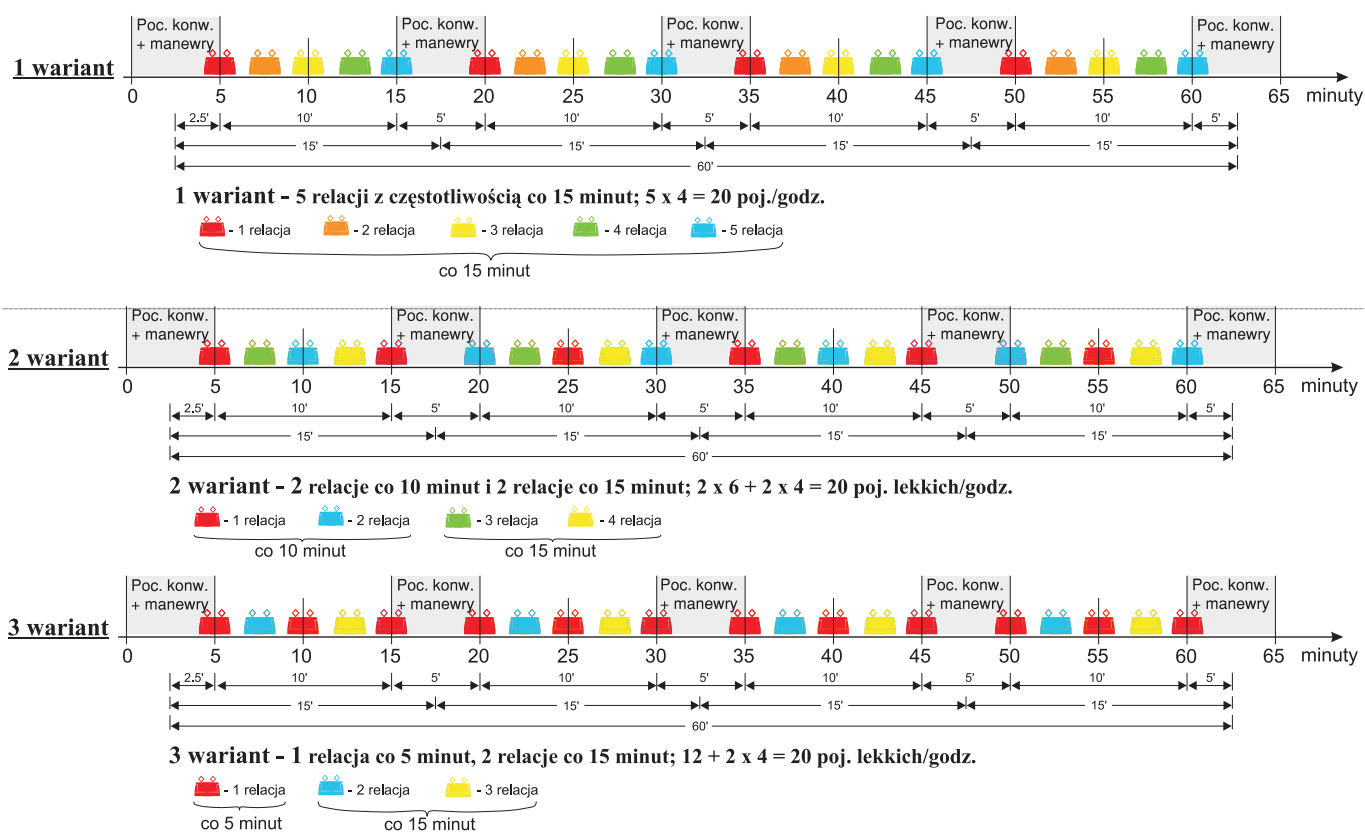 Poc. konw. Poc. konw. Poc. konw. Poc. konw. Poc. konw.
+ manewry + manewry + manewry + manewry + manewry
1 wariant
0 5 10 15 20 25 30 35 40 45 50 55 60 65 minuty
2.5' 10' 5' 10' 5' 10' 5' 10' 5'
15' 15' 15' 15'
60'
1 wariant - 5 relacji z częstotliwością co 15 minut; 5 x 4 = 20 poj./godz.
- 1 relacja - 2 relacja - 3 relacja - 4 relacja - 5 relacja
co 15 minut
Poc. konw. Poc. konw. Poc. konw. Poc. konw. Poc. konw.
+ manewry + manewry + manewry + manewry + manewry
2 wariant
0 5 10 15 20 25 30 35 40 45 50 55 60 65 minuty
2.5' 10' 5' 10' 5' 10' 5' 10' 5'
15' 15' 15' 15'
60'
2 wariant - 2 relacje co 10 minut i 2 relacje co 15 minut; 2 x 6 + 2 x 4 = 20 poj. lekkich/godz.
- 1 relacja - 2 relacja - 3 relacja - 4 relacja
co 10 minut co 15 minut
Poc. konw. Poc. konw. Poc. konw. Poc. konw. Poc. konw.
+ manewry + manewry + manewry + manewry + manewry
3 wariant
0 5 10 15 20 25 30 35 40 45 50 55 60 65 minuty
2.5' 10' 5' 10' 5' 10' 5' 10' 5'
15' 15' 15' 15'
60'
3 wariant - 1 relacja co 5 minut, 2 relacje co 15 minut; 12 + 2 x 4 = 20 poj. lekkich/godz.
- 1 relacja - 2 relacja - 3 relacja
co 5 minut co 15 minut